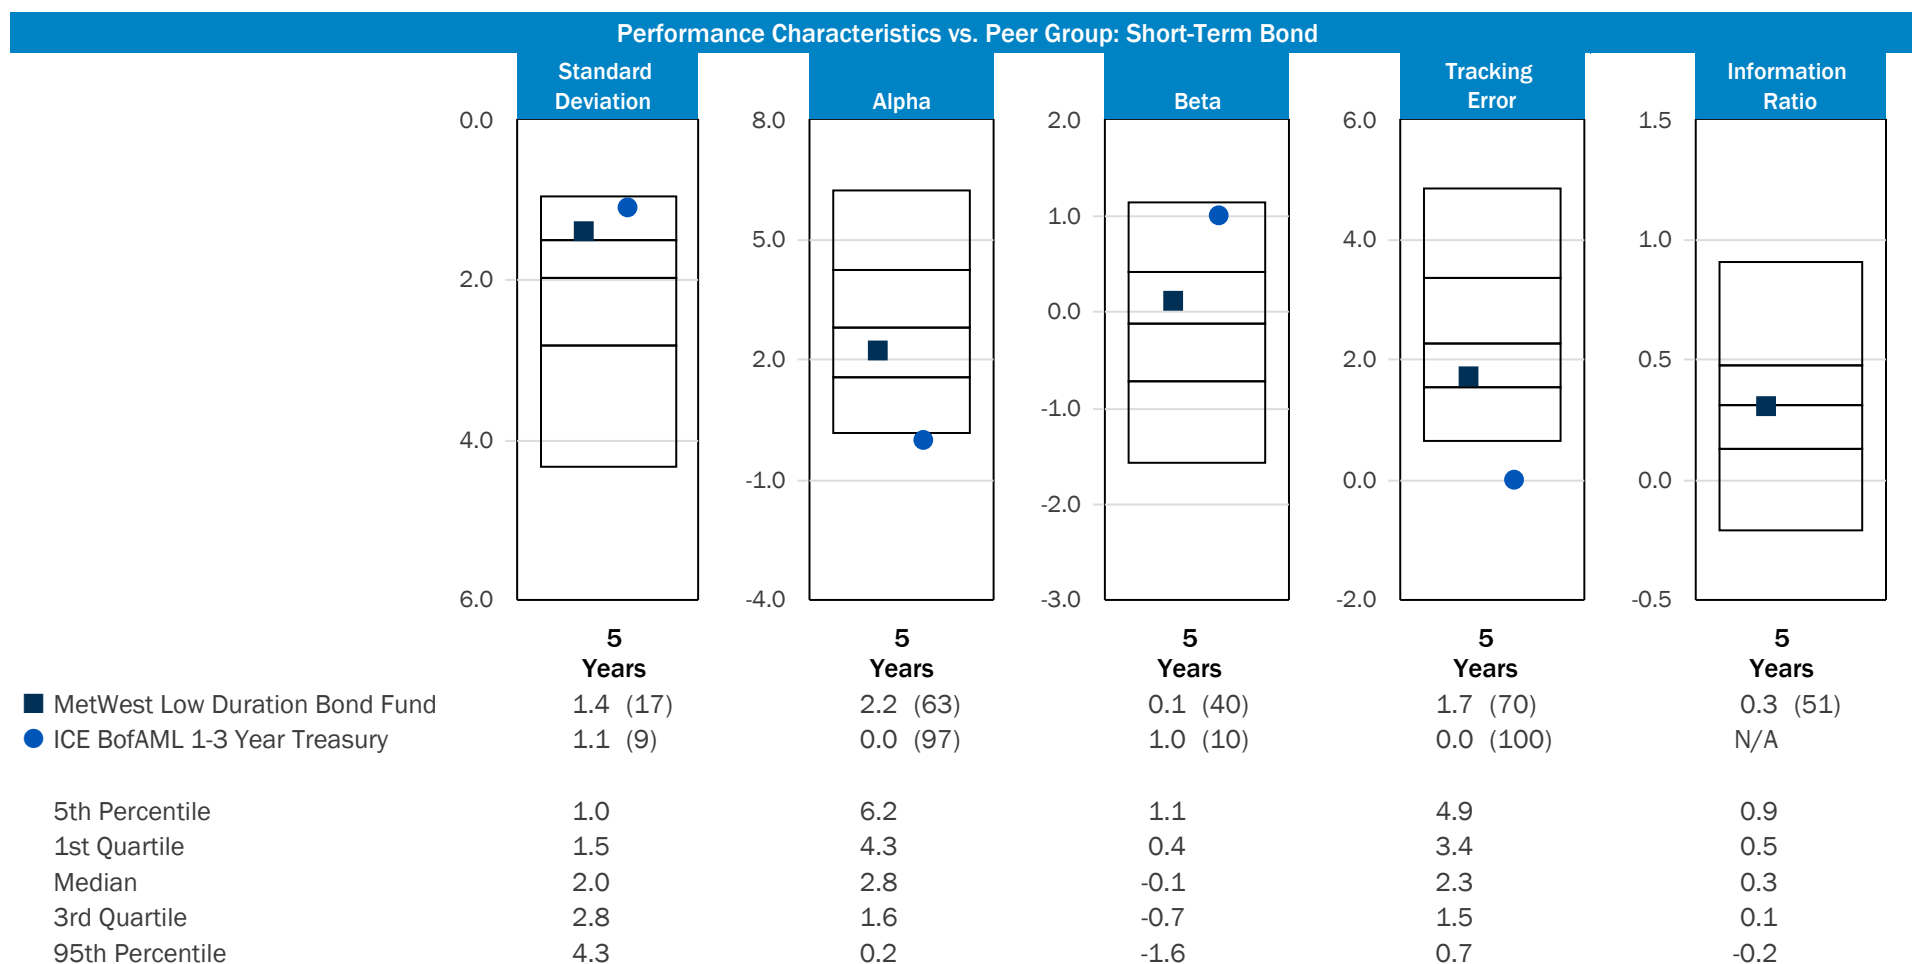 Performance Characteristics vs. Peer Group: Short-Term Bond
Standard
Deviation
Alpha
Beta
Tracking
Error
Information
Ratio
0.0
2.0
4.0
6.0
8.0
5.0
2.0
-1.0
-4.0
2.0
1.0
0.0
-1.0
-2.0
-3.0
6.0
4.0
2.0
0.0
-2.0
1.5
1.0
0.5
0.0
-0.5
5 5 5 5 5
Years Years Years Years Years
MetWest Low Duration Bond Fund 1.4 (17) 2.2 (63) 0.1 (40) 1.7 (70) 0.3 (51)
ICE BofAML 1-3 Year Treasury 1.1 (9) 0.0 (97) 1.0 (10) 0.0 (100) N/A
5th Percentile 1.0 6.2 1.1 4.9 0.9
1st Quartile 1.5 4.3 0.4 3.4 0.5
Median 2.0 2.8 -0.1 2.3 0.3
3rd Quartile 2.8 1.6 -0.7 1.5 0.1
95th Percentile 4.3 0.2 -1.6 0.7 -0.2